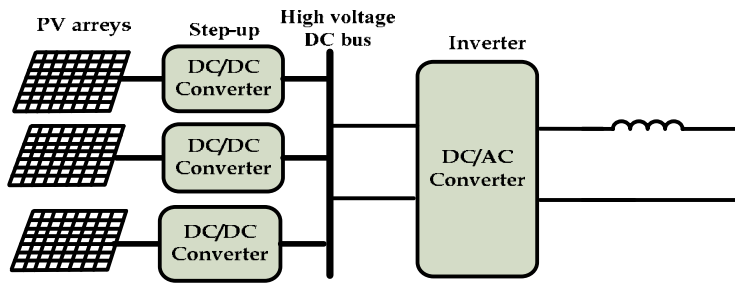 PV arreys
Step-up
High voltage
DC bus
Inverter
DC/DC
Converter
DC/DC
Converter
DC/DC
Converter
DC/AC
Converter